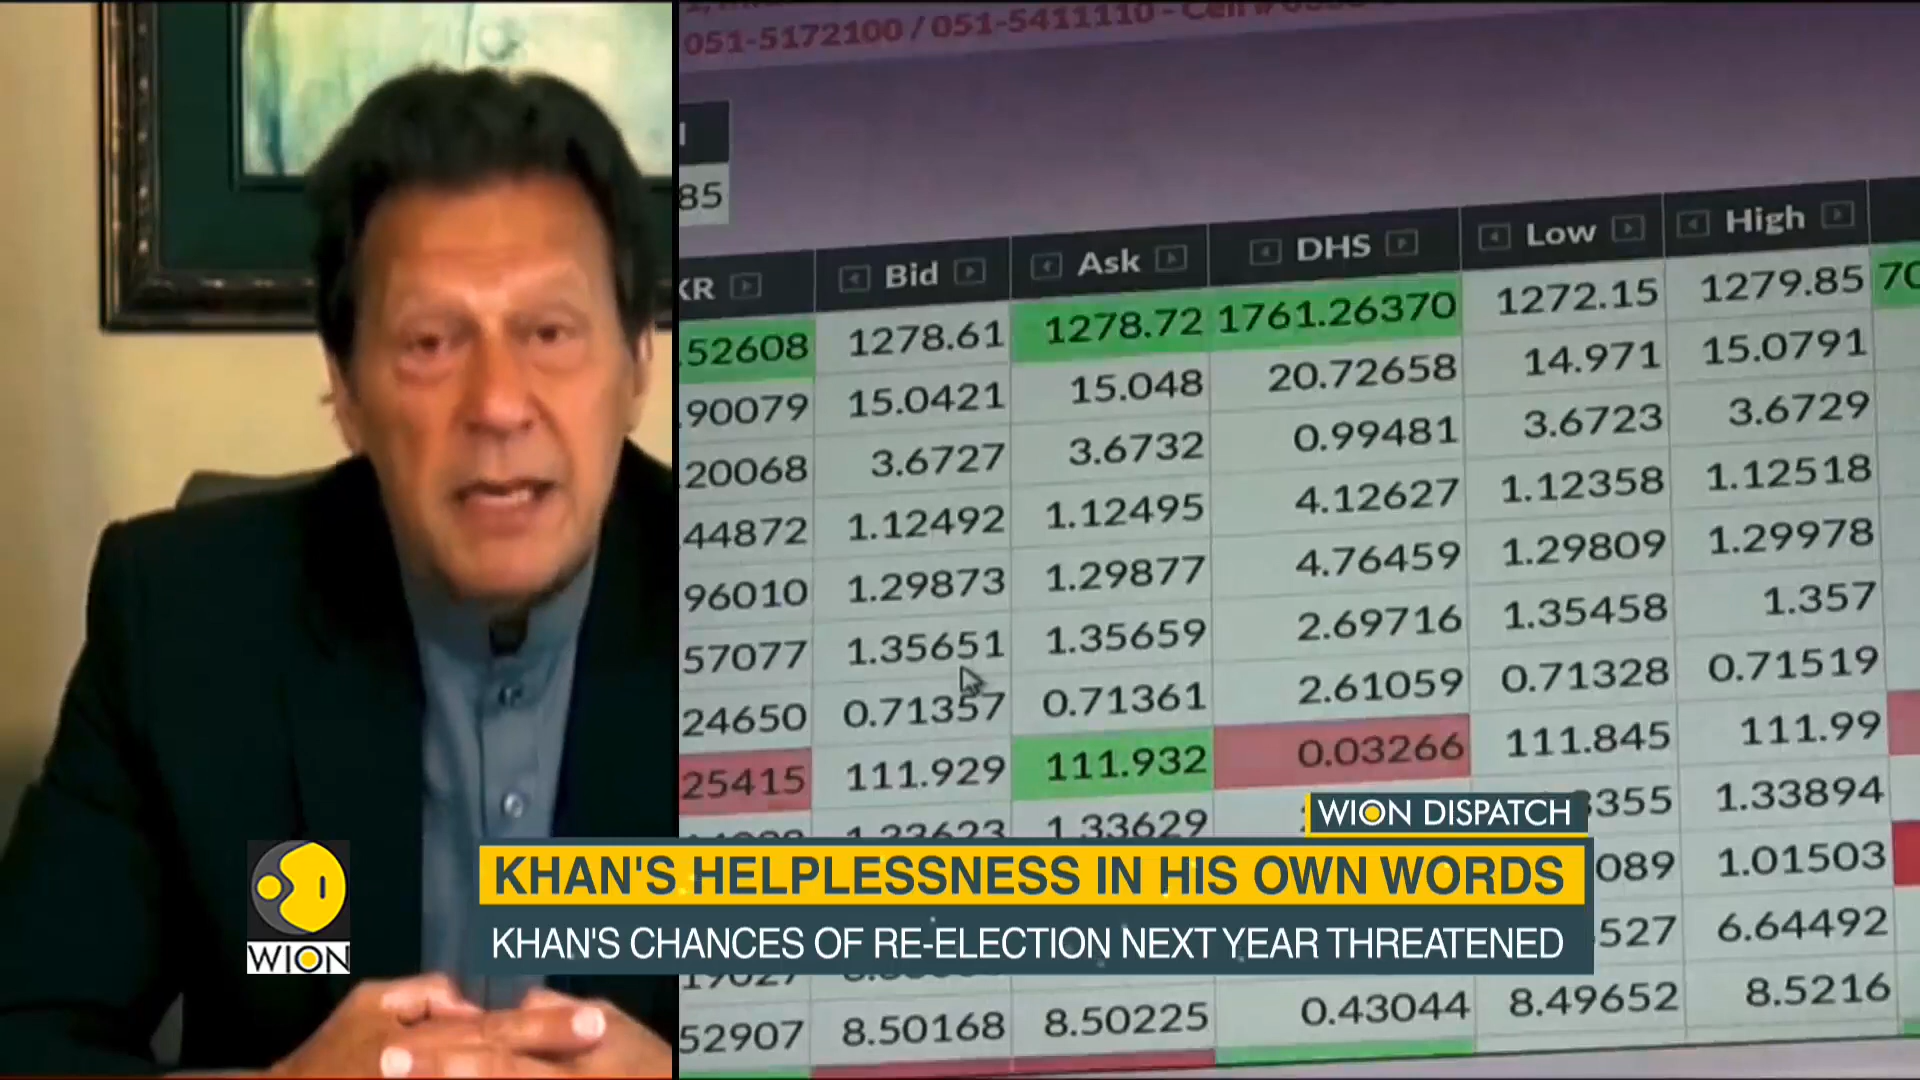 051-5172100 / 051-5411110 - Cell #
85
KR Bid Ask DHS Low High
.52608 1278.61 1278.72 1761.26370 1272.15 1279.85 70
.90079 15.0421 15.048 20.72658 14.971 15.0791
.20068 3.6727 3.6732 0.99481 3.6723 3.6729
.44872 1.12492 1.12495 4.12627 1.12358 1.12518
96010 1.29873 1.29877 4.76459 1.29809 1.29978
57077 1.35651 1.35659 2.69716 1.35458 1.357
24650 0.71357 0.71361 2.61059 0.71328 0.71519
25415 111.929 111.932 0.03266 111.845 111.99
1.33623 1.33629 3355 1.33894
089 1.01503
527 6.64492
52907 8.50168 8.50225 0.43044 8.49652 8.5216
WION DISPATCH
KHAN'S HELPLESSNESS IN HIS OWN WORDS
KHAN'S CHANCES OF RE-ELECTION NEXT YEAR THREATENED
WION